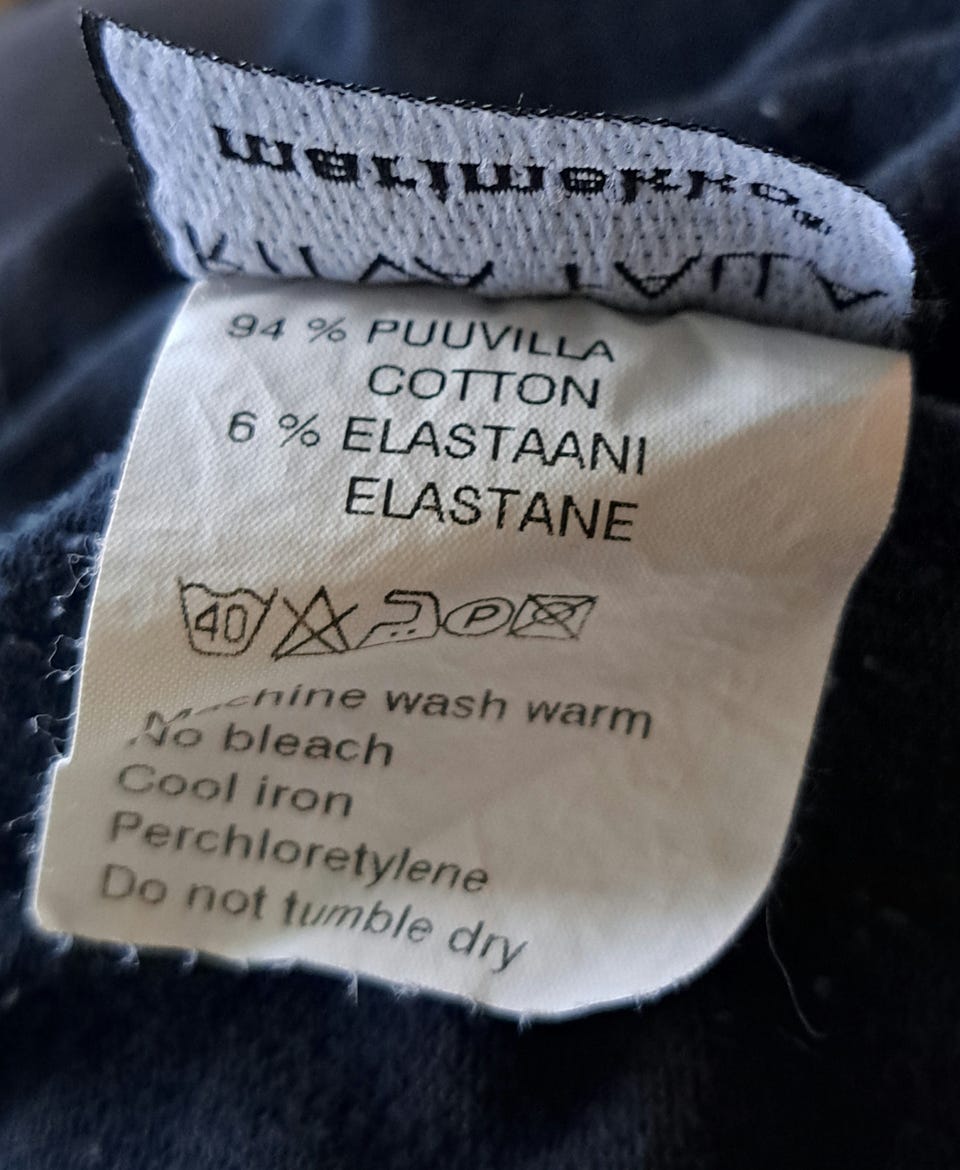 marimekko
94 % PUUVILLA
COTTON
6 % ELASTAANI
ELASTANE
40 P
Machine wash warm
No bleach
Cool iron
Perchloretylene
Do not tumble dry